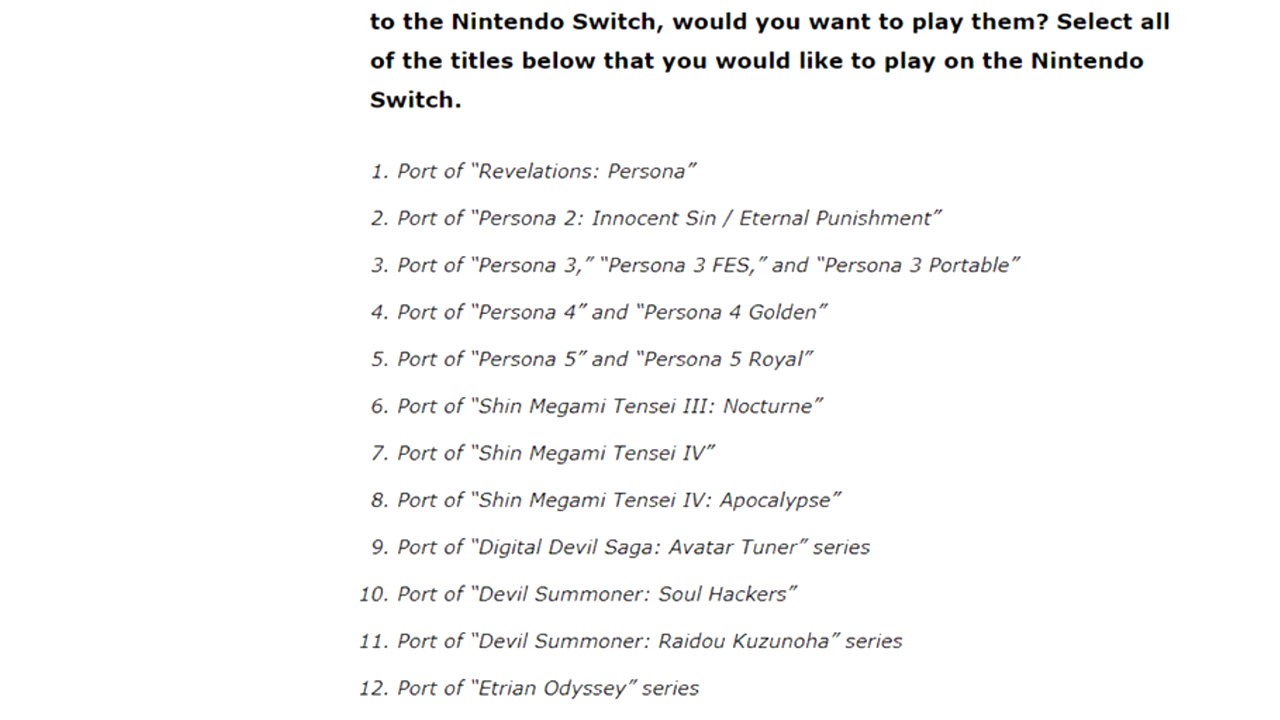 to the Nintendo Switch, would you want to play them? Select all
of the titles below that you would like to play on the Nintendo
Switch.
1. Port of “Revelations: Persona”
2. Port of “Persona 2: Innocent Sin / Eternal Punishment”
3. Port of “Persona 3,” “Persona 3 FES,” and “Persona 3 Portable”
4. Port of “Persona 4” and “Persona 4 Golden”
5. Port of “Persona 5” and “Persona 5 Royal”
6. Port of “Shin Megami Tensei III: Nocturne”
7. Port of “Shin Megami Tensei IV”
8. Port of “Shin Megami Tensei IV: Apocalypse”
9. Port of “Digital Devil Saga: Avatar Tuner” series
10. Port of “Devil Summoner: Soul Hackers”
11. Port of “Devil Summoner: Raidou Kuzunoha” series
12. Port of “Etrian Odyssey” series